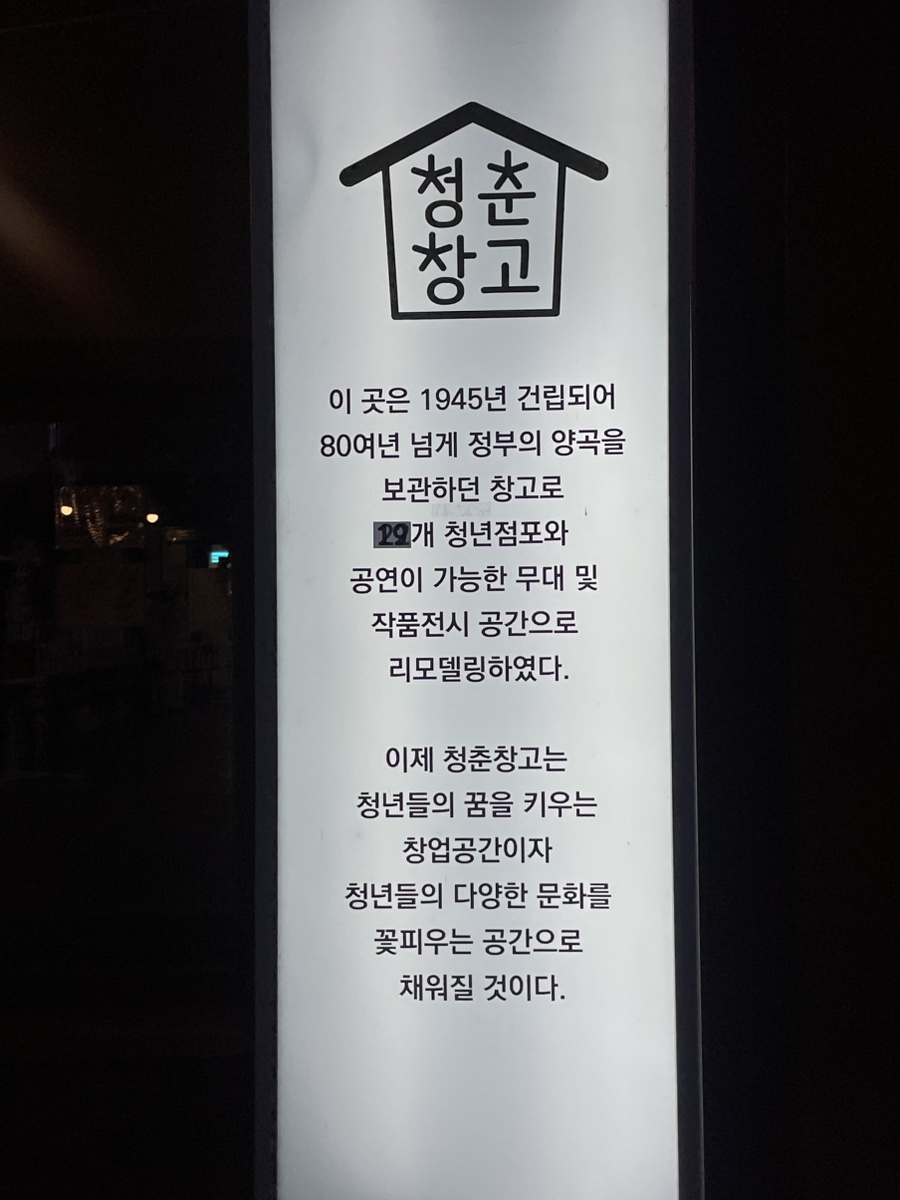 청춘
창고
이 곳은 1945년 건립되어
80여년 넘게 정부의 양곡을
보관하던 창고로
개 청년점포와
공연이 가능한 무대 및
작품전시 공간으로
리모델링하였다.
이제 청춘창고는
청년들의 꿈을 키우는
창업공간이자
청년들의 다양한 문화를
꽃피우는 공간으로
채워질 것이다.